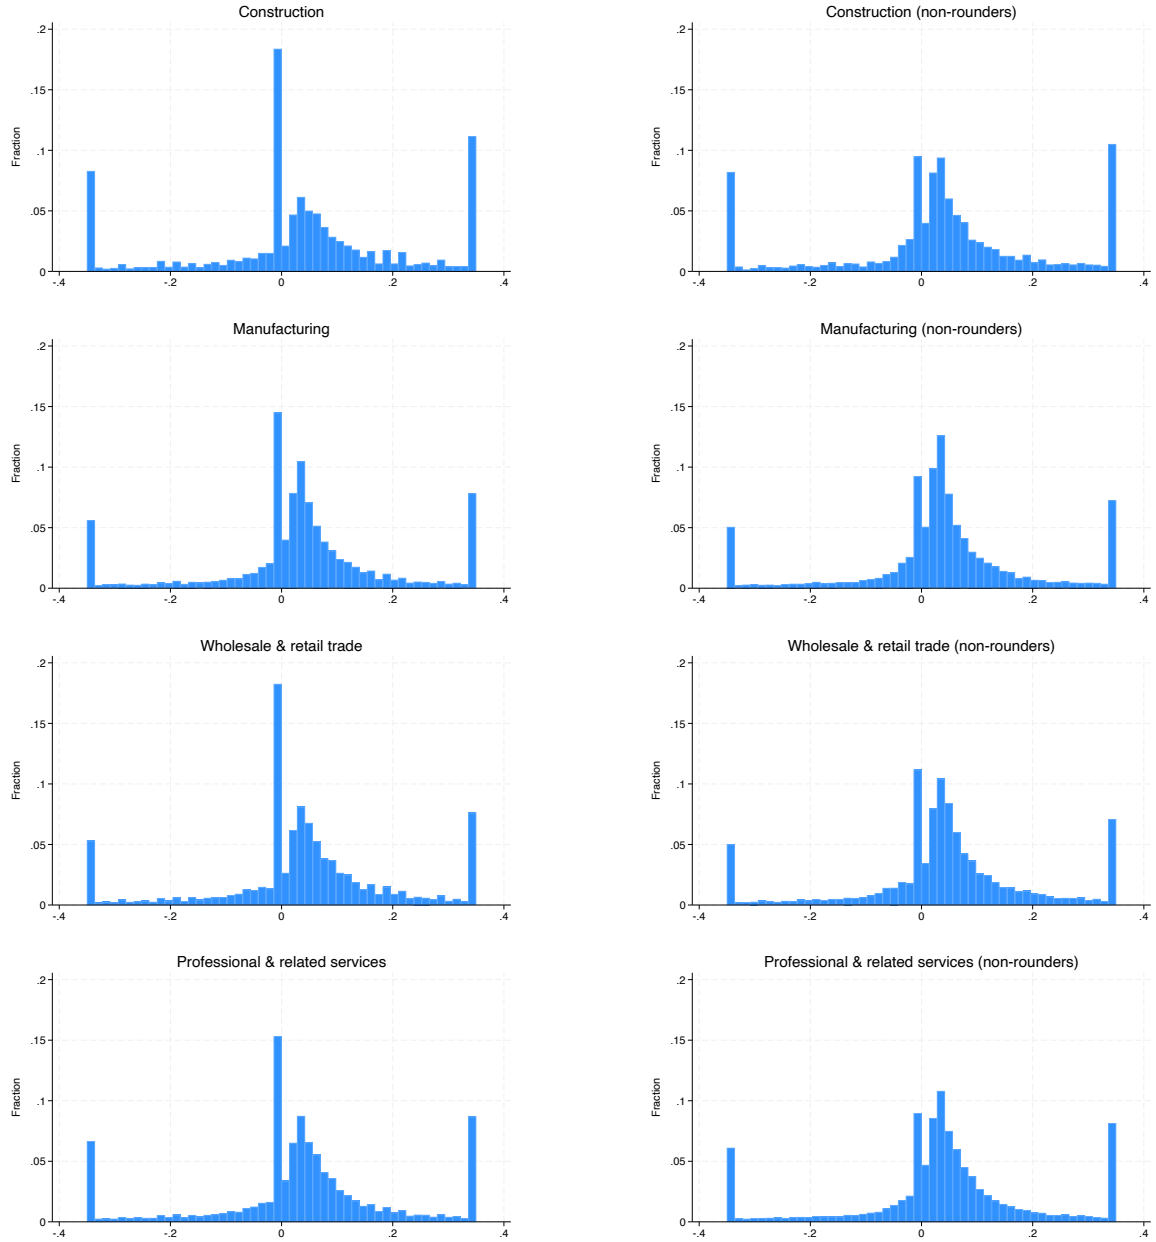 Construction
.2
.15
.1
.05
0
Fraction
-.4 -.2 0 .2 .4
Construction (non-rounders)
.2
.15
.1
.05
0
Fraction
-.4 -.2 0 .2 .4
Manufacturing
.2
.15
.1
.05
0
Fraction
-.4 -.2 0 .2 .4
Manufacturing (non-rounders)
.2
.15
.1
.05
0
Fraction
-.4 -.2 0 .2 .4
Wholesale & retail trade
.2
.15
.1
.05
0
Fraction
-.4 -.2 0 .2 .4
Wholesale & retail trade (non-rounders)
.2
.15
.1
.05
0
Fraction
-.4 -.2 0 .2 .4
Professional & related services
.2
.15
.1
.05
0
Fraction
-.4 -.2 0 .2 .4
Professional & related services (non-rounders)
.2
.15
.1
.05
0
Fraction
-.4 -.2 0 .2 .4